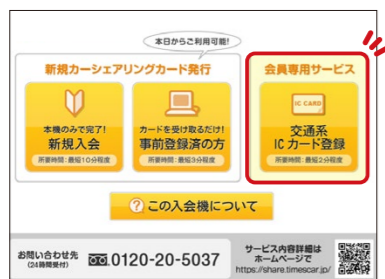 本日からご利用可能!
新規カーシェアリングカード発行
会員専用サービス
本機のみで完了!
新規入会
所要時間:最短10分程度
カードを受け取るだけ!
事前登録済の方
所要時間:最短3分程度
IC CARD
交通系
ICカード登録
所要時間:最短2分程度
? この入会機について
お問い合わせ先
(24時間受付)
0120-20-5037
サービス内容詳細は
ホームページで
https://share.timescar.jp/